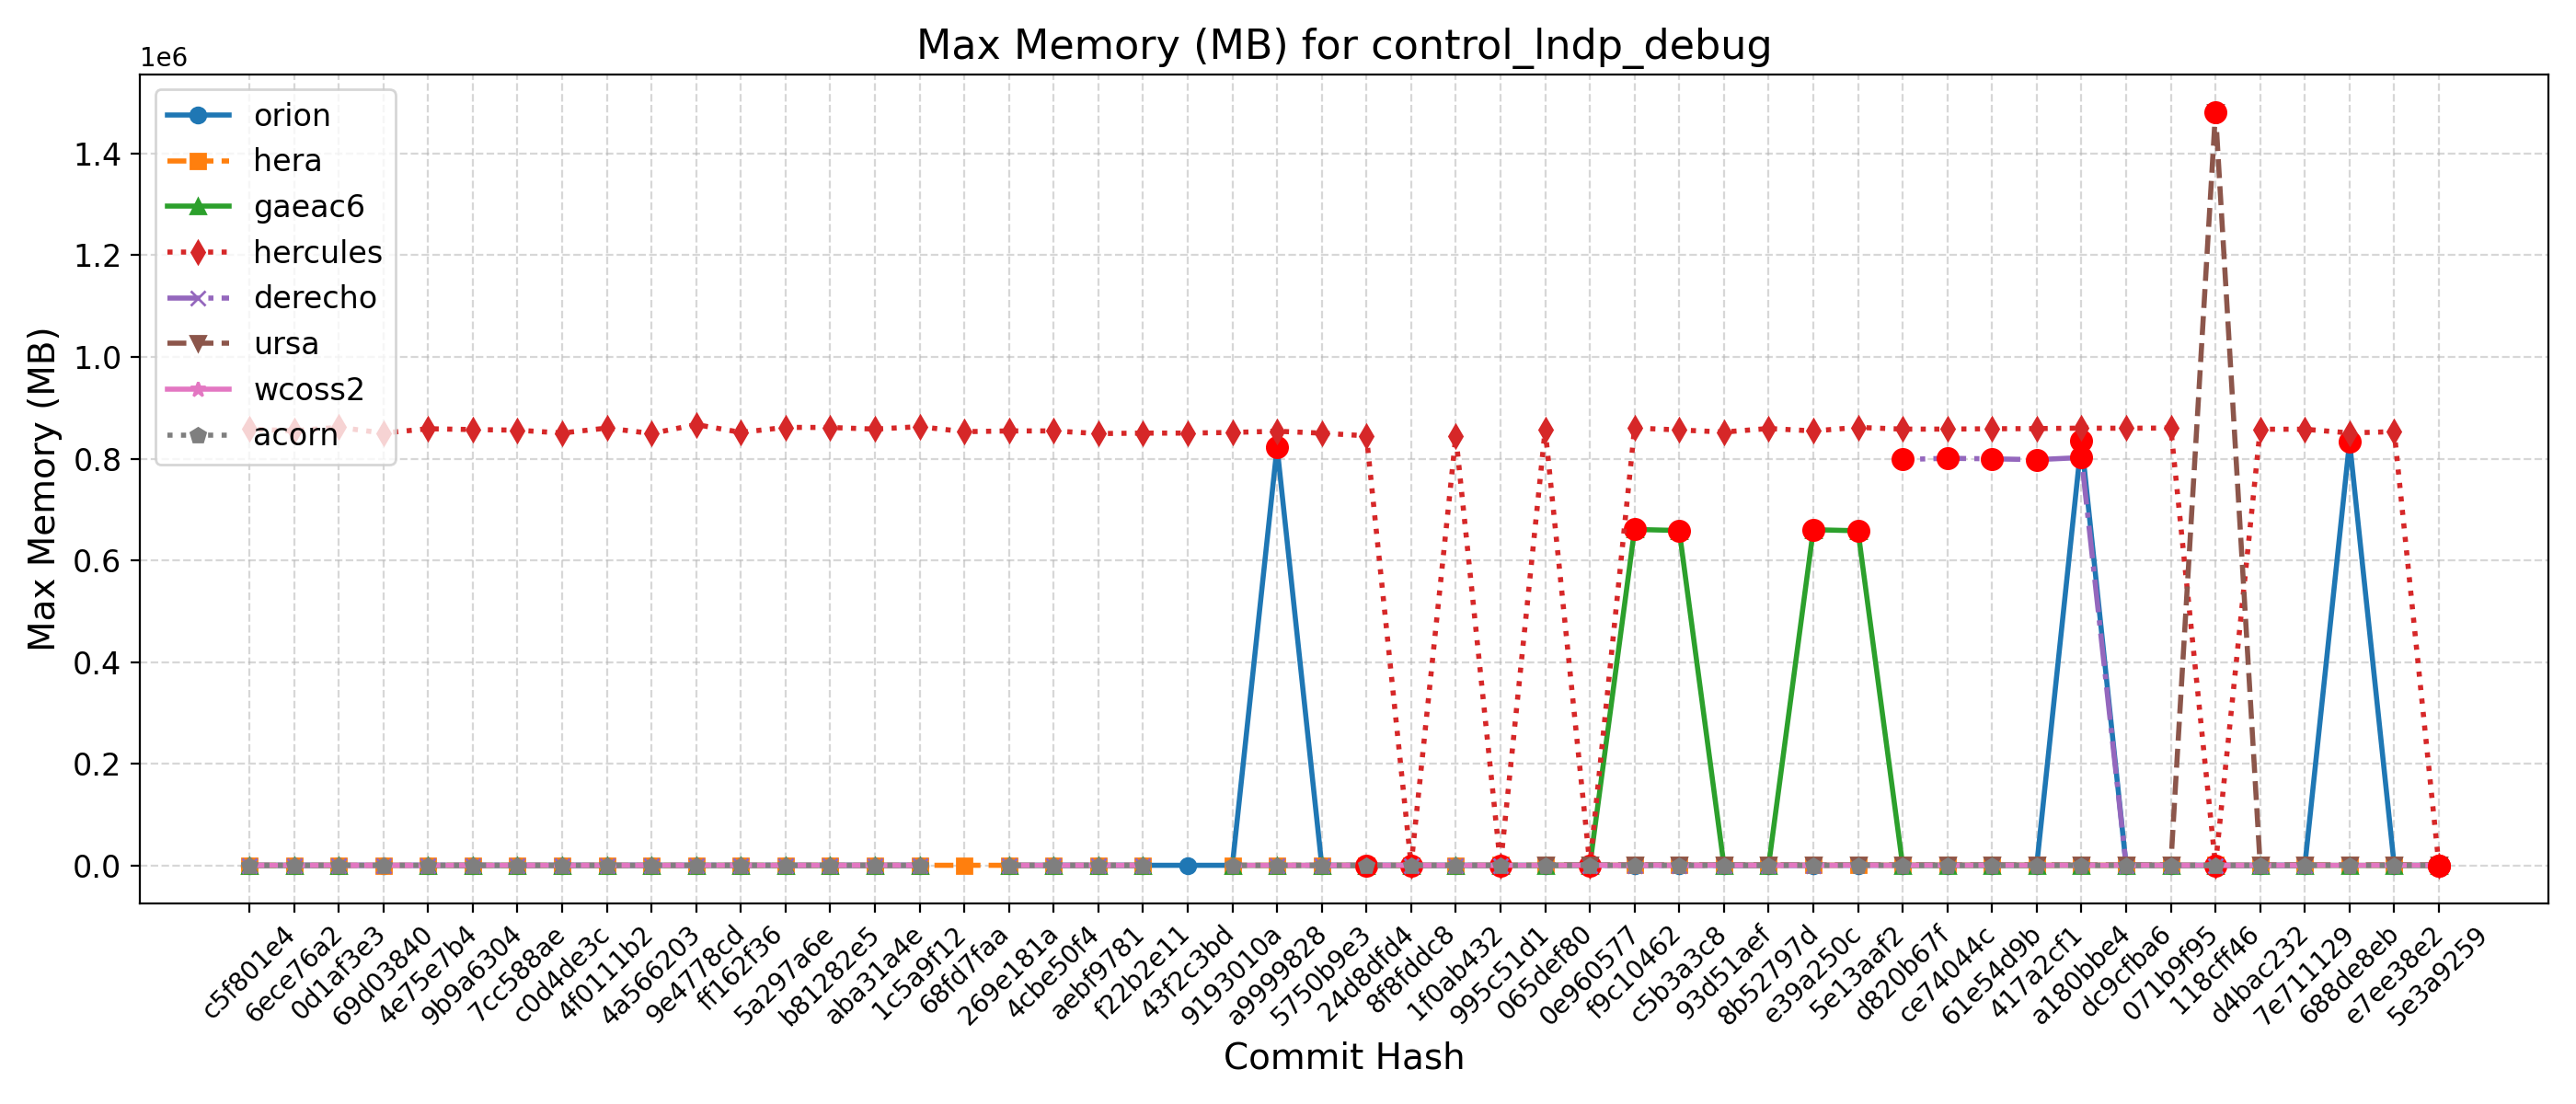 Max Memory (MB) for control_lndp_debug
1e6
orion
hera
gaeac6
hercules
derecho
ursa
wcoss2
acorn
Max Memory (MB)
1.4
1.2
1.0
0.8
0.6
0.4
0.2
0.0
c5f801e4
6ece76a2
0d1af3e3
69d03840
4e75e7b4
9b9a6304
7cc588ae
c0d4de3c
4f0111b2
4a566203
9e4778cd
ff162f36
5a297a6e
b81282e5
aba31a4e
1c5a9f12
68fd7faa
269e181a
4cbe50f4
aebf9781
f22b2e11
43f2c3bd
9193010a
a9999828
5750b9e3
24d8dfd4
8f8fddc8
1f0ab432
995c51d1
065def80
0e960577
f9c10462
c5b3a3c8
93d51aef
8b52797d
e39a250c
5e13aaf2
d820b67f
ce74044c
61e54d9b
417a2cf1
a180bbe4
dc9cfba6
071b9f95
118cff46
d4bac232
7e711129
688de8eb
e7ee38e2
5e3a9259
Commit Hash